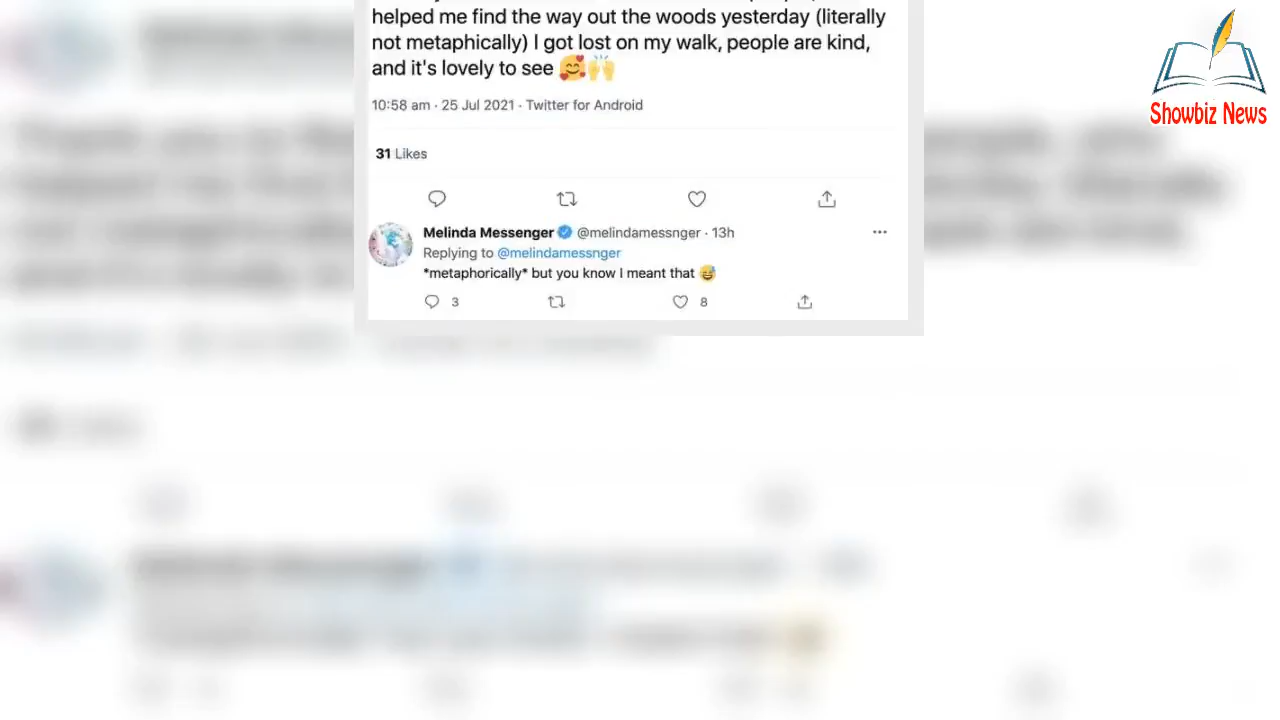 helped me find the way out the woods yesterday (literally
not metaphically) I got lost on my walk, people are kind,
and it's lovely to see 🥰🙌
10:58 am · 25 Jul 2021 · Twitter for Android
31 Likes
Melinda Messenger @melindamessnger · 13h
Replying to @melindamessnger
*metaphorically* but you know I meant that 😅
3
8
Showbiz News